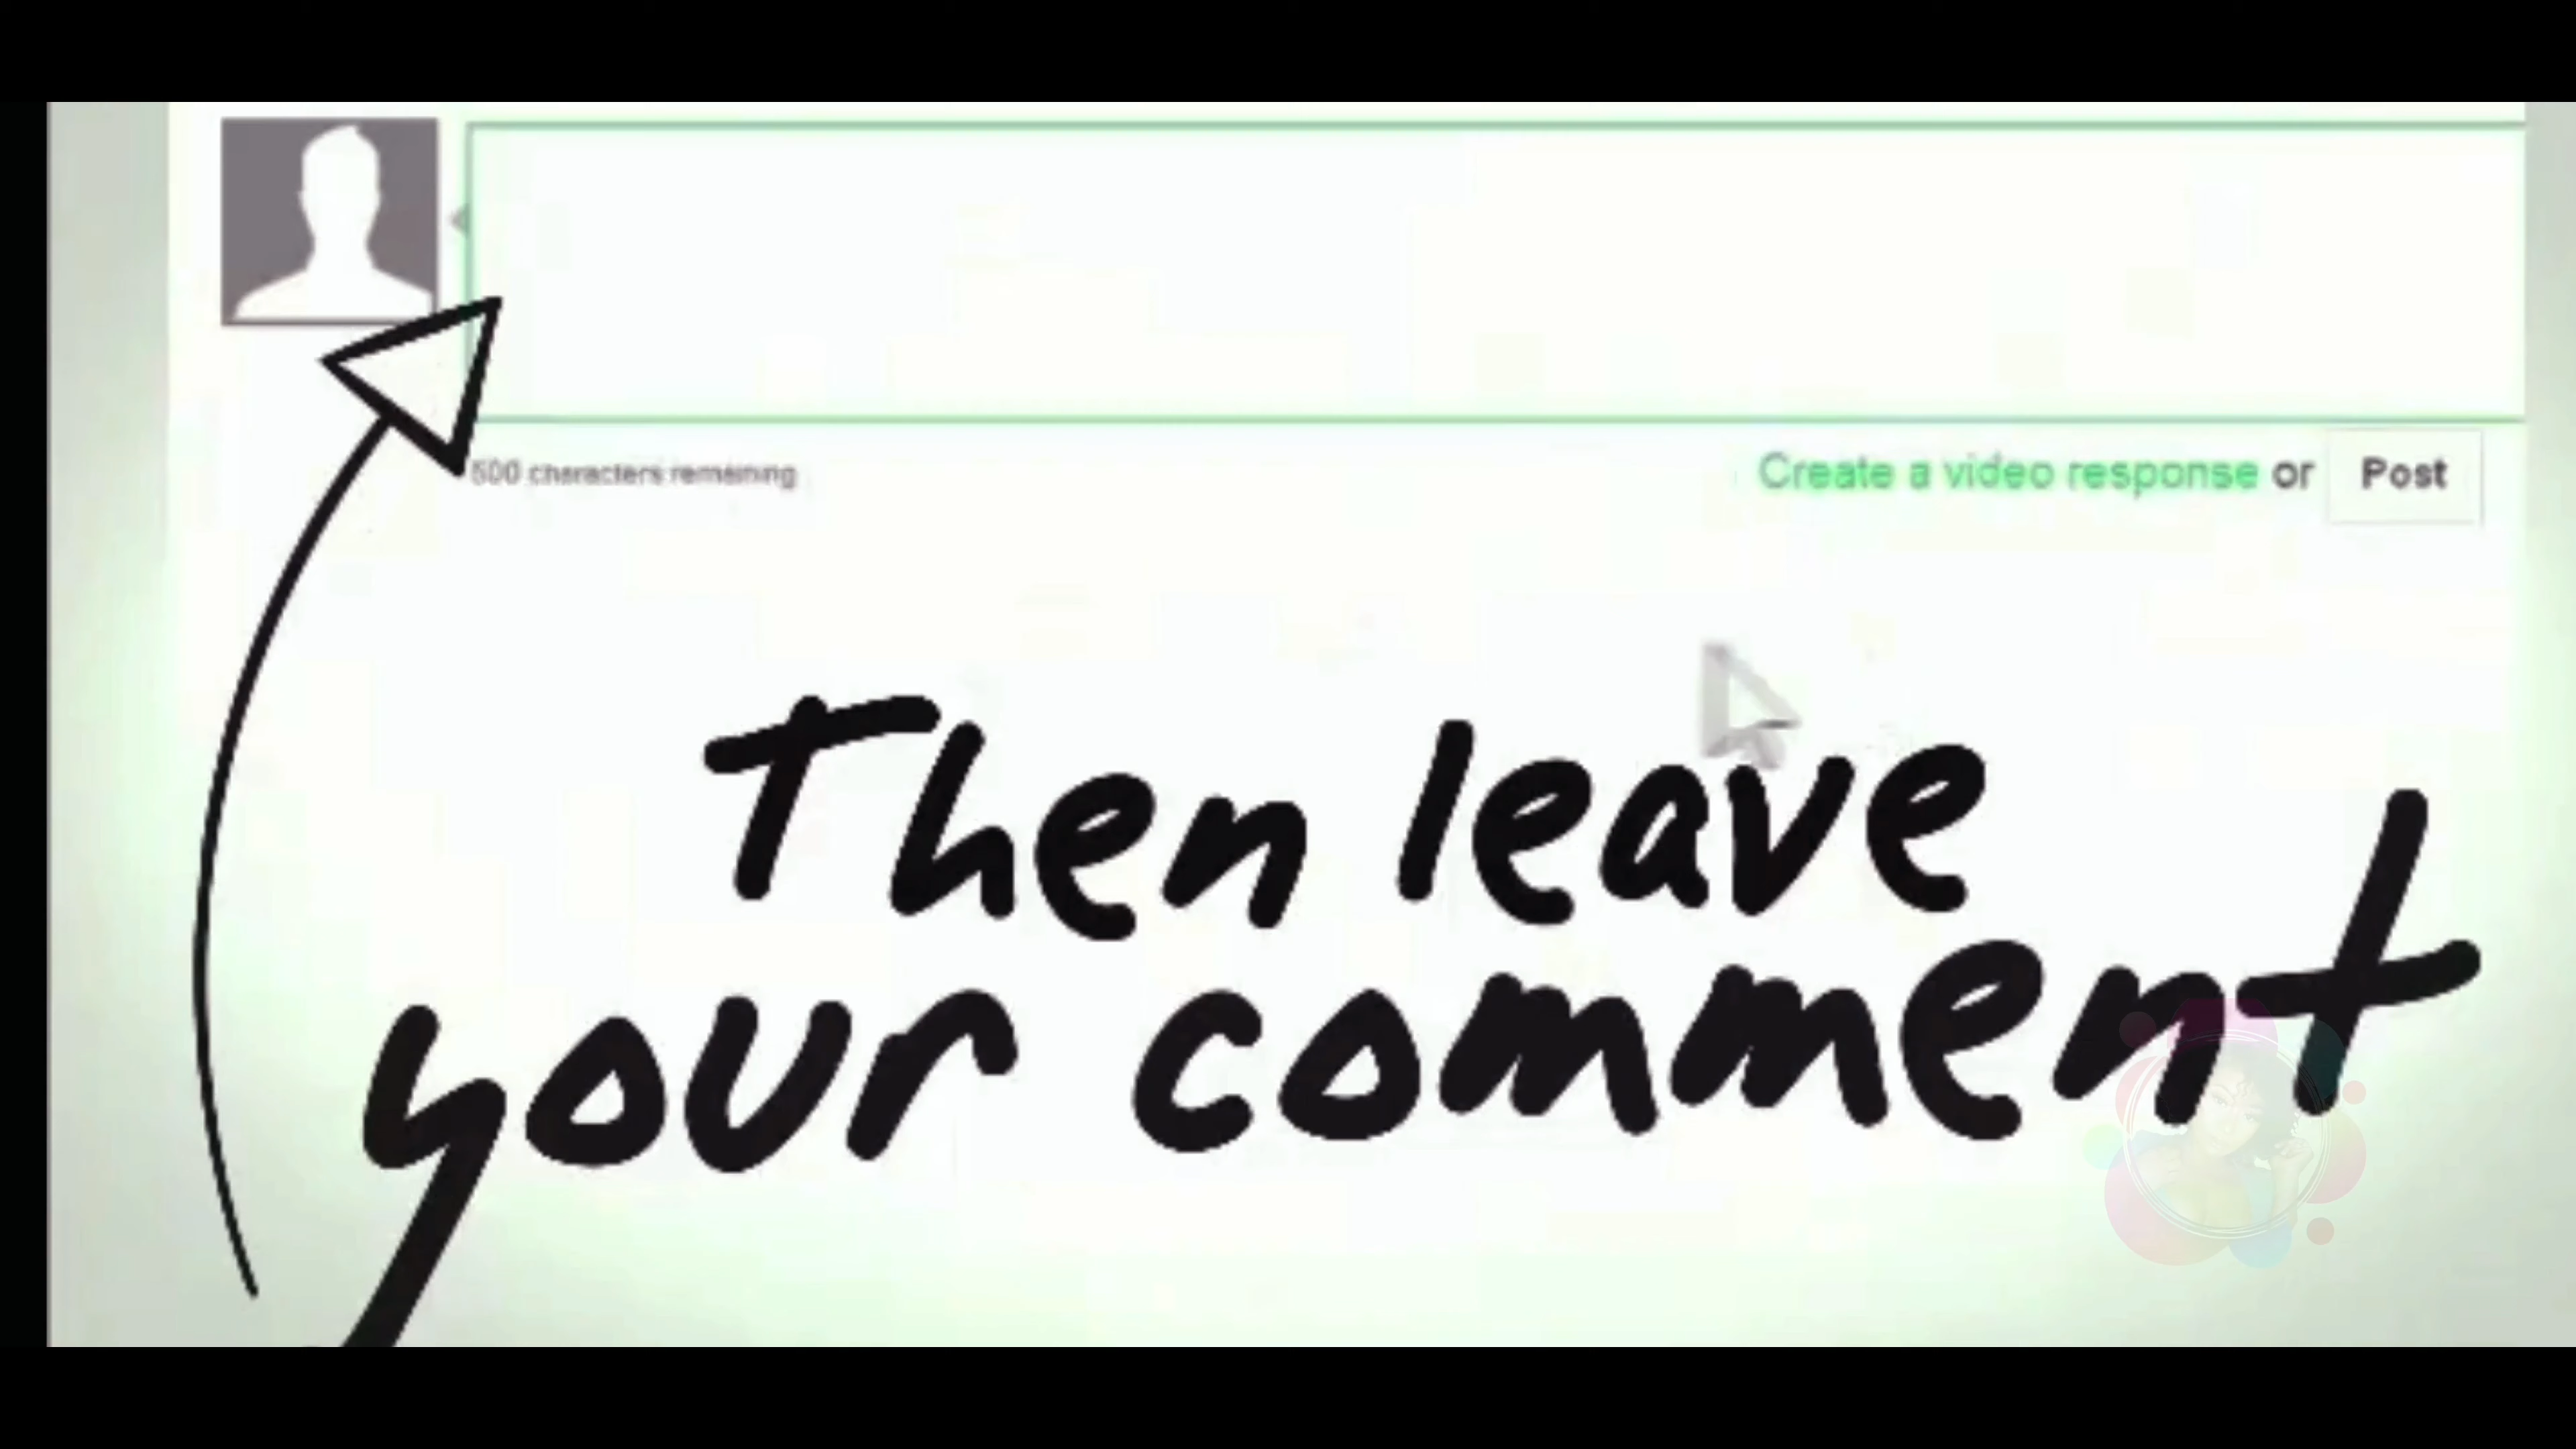 500 characters remaining
Create a video response or Post
Then leave
your comment